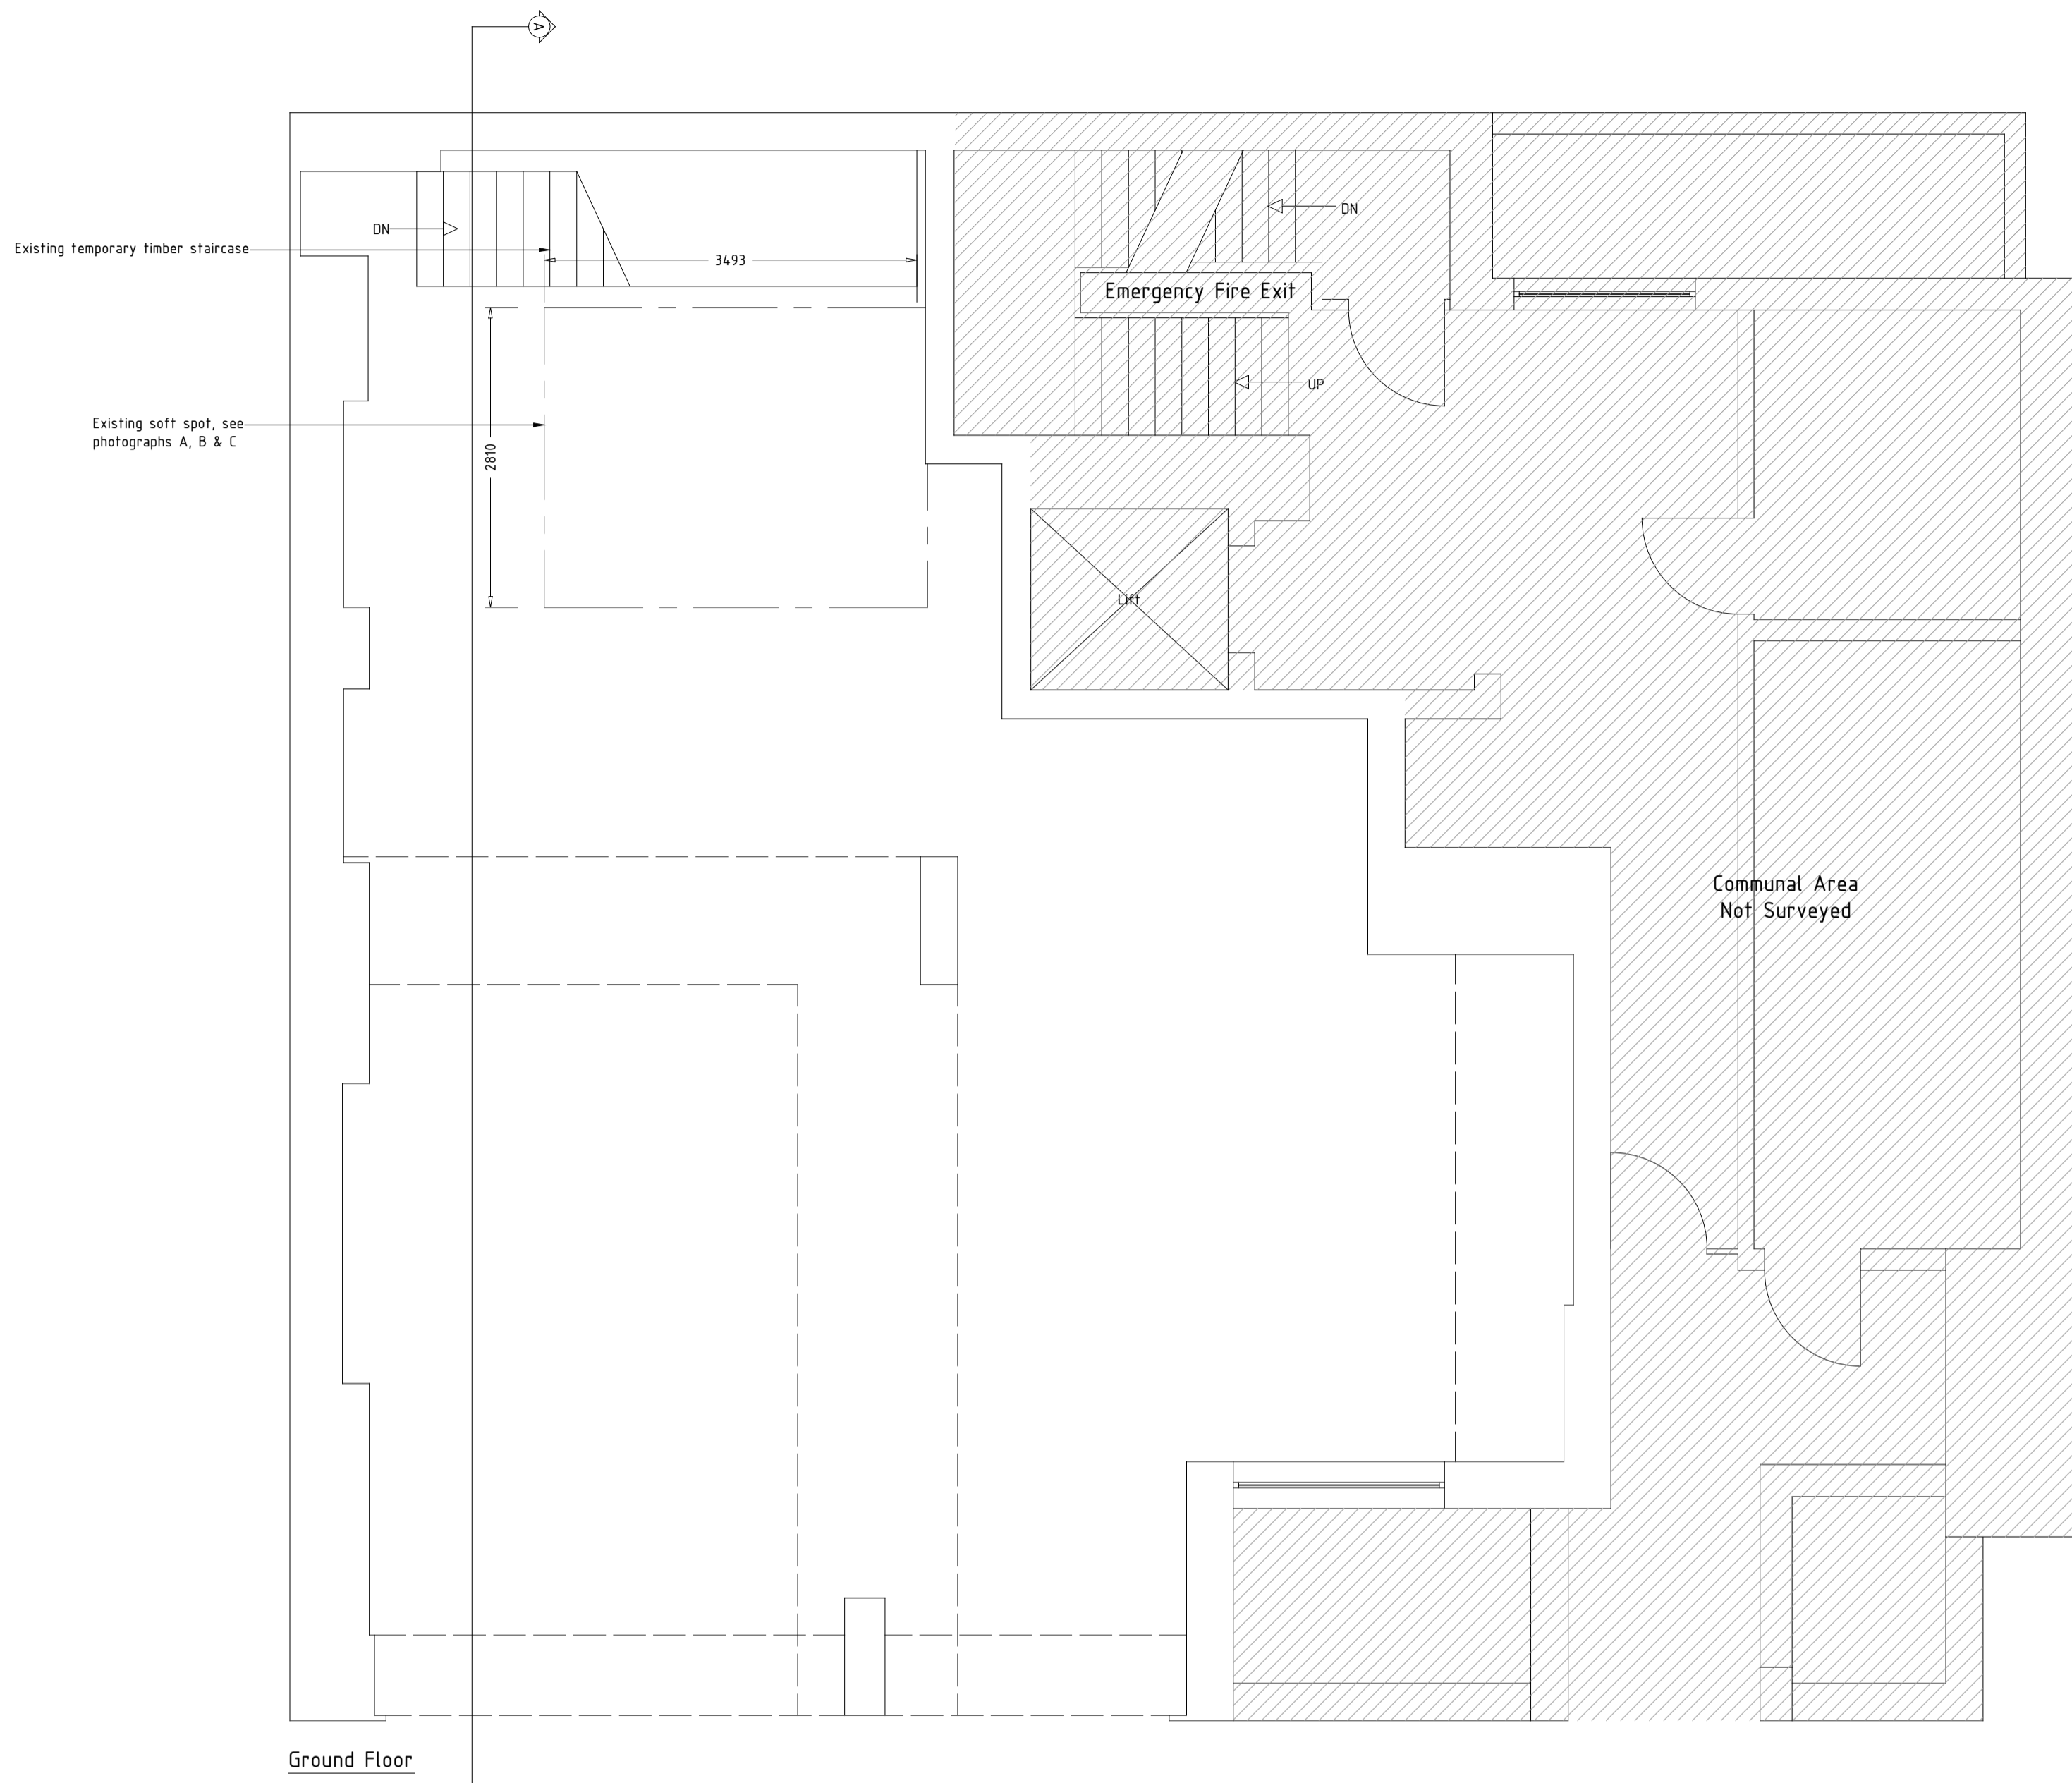 A
DN
DN
Existing temporary timber staircase
3493
Emergency Fire Exit
UP
Existing soft spot, see
photographs A, B & C
2810
Lift
Communal Area
Not Surveyed
Ground Floor